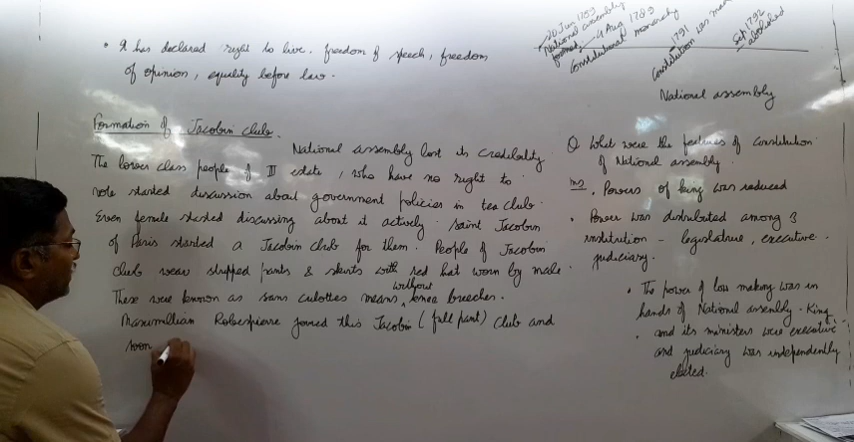 • It has declared right to live, freedom of speech, freedom
of opinion, equality before law.
Formation of Jacobin club.
National assembly lost its credebality.
The lower class people of III estate, who have no right to
vote started discussion about government policies in tea club.
Even female started discussing about it actively. Saint Jacobin
of Paris started a Jacobin club for them. People of Jacobin
club wear stripped pants & skirts with red hat worn by male.
These were known as sans culottes means without knee breeches.
Maximillian Robespierre joined this Jacobin (full pant) club and
soon
20 Jun 1789
National assembly
formed, 4 Aug 1789
Constitutional monarchy
1791
Constitution was
Sept 1792
abolished
National assembly
Q. What were the features of constitution
of National assembly.
Ans. Powers of king was reduced
• Power was distributed among 3
institution - legislature, executive,
judiciary.
• The power of law making was in
hands of National assembly. King
• and its ministers were executive
and judiciary was independently
elected.